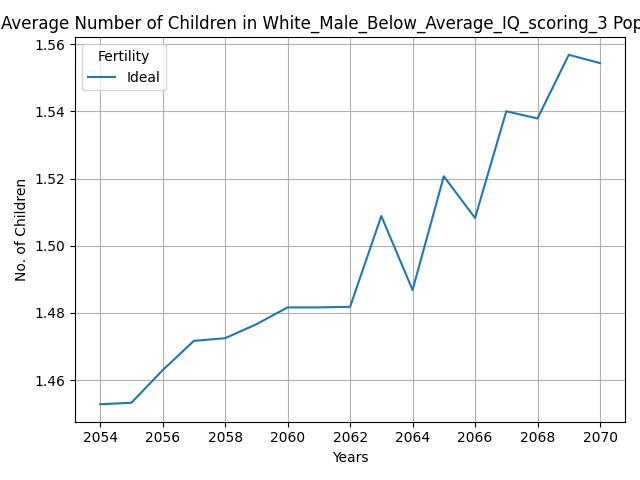 Average Number of Children in White_Male_Below_Average_IQ_scoring_3 Pop
Fertility
Ideal
1.56
1.54
1.52
1.50
1.48
1.46
No. of Children
2054 2056 2058 2060 2062 2064 2066 2068 2070
Years